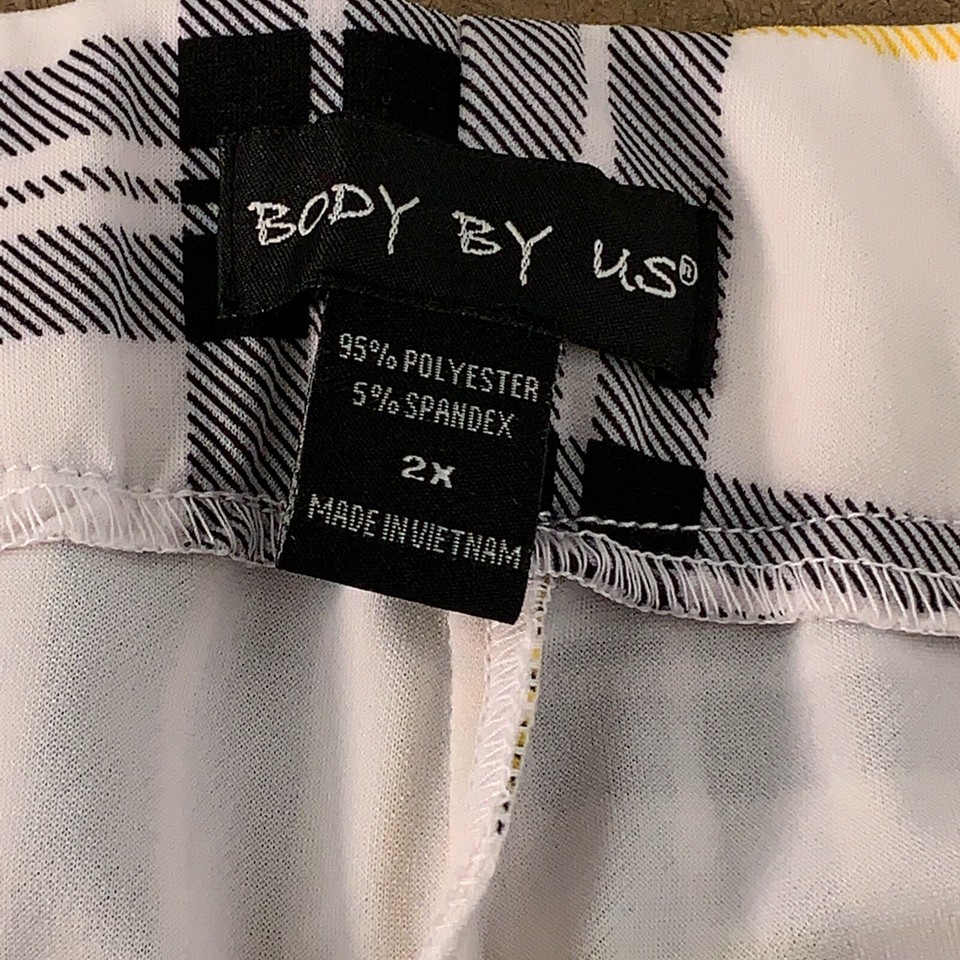 BODY BY US®
95% POLYESTER
5% SPANDEX
2X
MADE IN VIETNAM